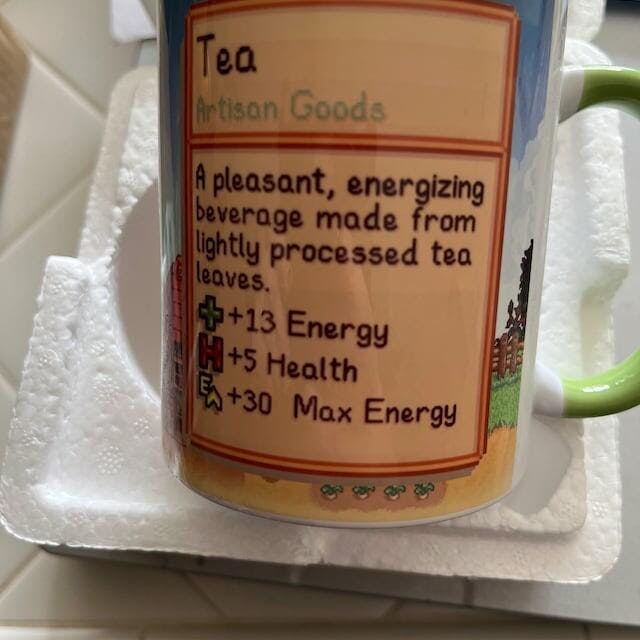 Tea
Artisan Goods
A pleasant, energizing
beverage made from
lightly processed tea
leaves.
+13 Energy
+5 Health
+30 Max Energy